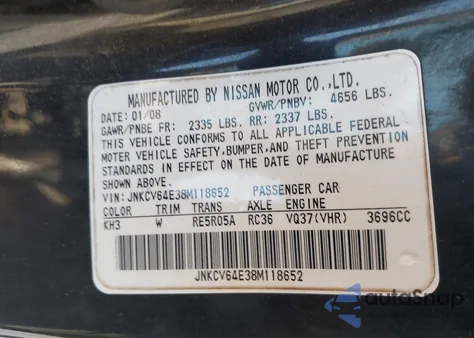 MANUFACTURED BY NISSAN MOTOR CO.,LTD.
DATE: 01/08 GVWR/PNBV: 4656 LBS.
GAWR/PNBE FR: 2335 LBS. RR: 2337 LBS.
THIS VEHICLE CONFORMS TO ALL APPLICABLE FEDERAL
MOTOR VEHICLE SAFETY,BUMPER,AND THEFT PREVENTION
STANDARDS IN EFFECT ON THE DATE OF MANUFACTURE
SHOWN ABOVE.
VIN: JNKCV64E38M118652 PASSENGER CAR
COLOR TRIM TRANS AXLE ENGINE
KH3 W RE5R05A RC36 VQ37(VHR) 3696CC
JNKCV64E38M118652
autoSnap